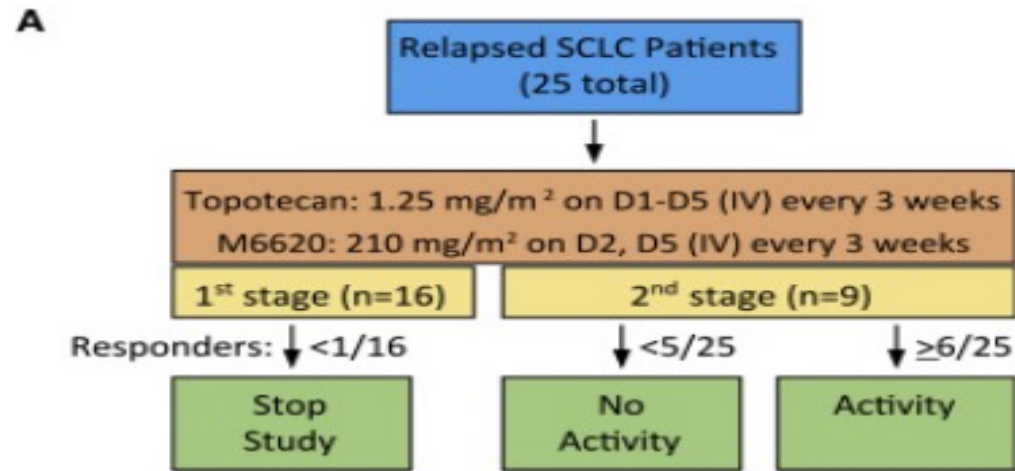 A
Relapsed SCLC Patients
(25 total)
Topotecan: 1.25 mg/m² on D1-D5 (IV) every 3 weeks
M6620: 210 mg/m² on D2, D5 (IV) every 3 weeks
1st stage (n=16)
2nd stage (n=9)
Responders: <1/16
<5/25
≥6/25
Stop
Study
No
Activity
Activity